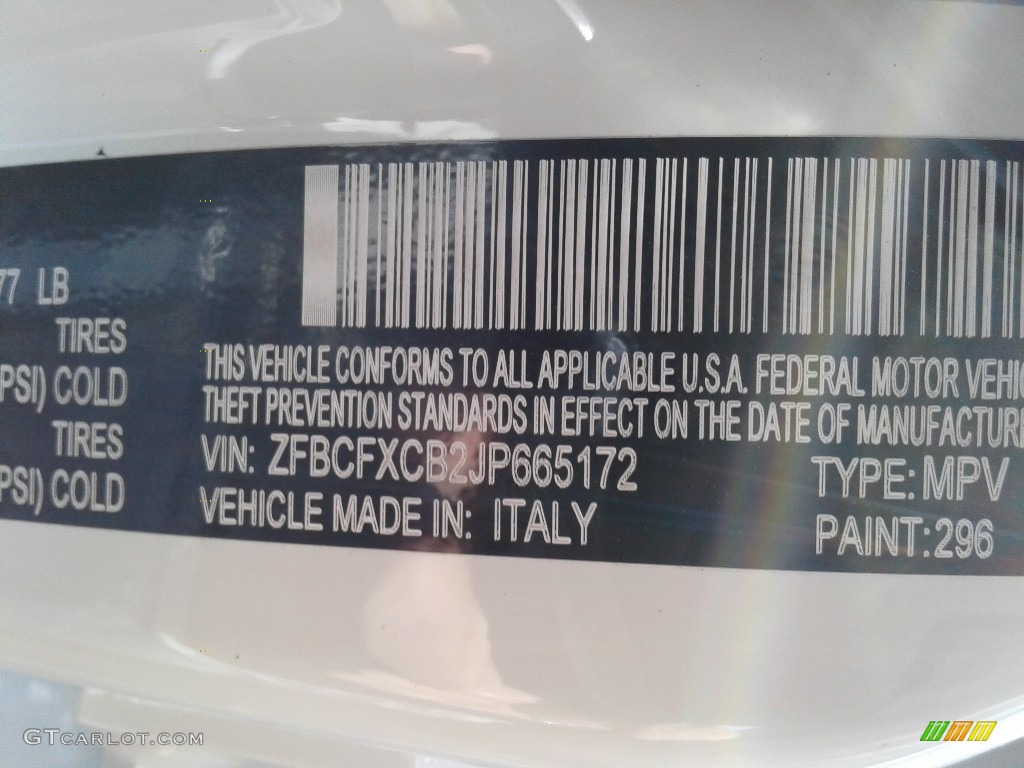 77 LB
TIRES
PSI) COLD
TIRES
PSI) COLD
THIS VEHICLE CONFORMS TO ALL APPLICABLE U.S.A. FEDERAL MOTOR VEHIC
THEFT PREVENTION STANDARDS IN EFFECT ON THE DATE OF MANUFACTURE
VIN: ZFBCFXCB2JP665172 TYPE: MPV
VEHICLE MADE IN: ITALY PAINT: 296
GTCARLOT.COM